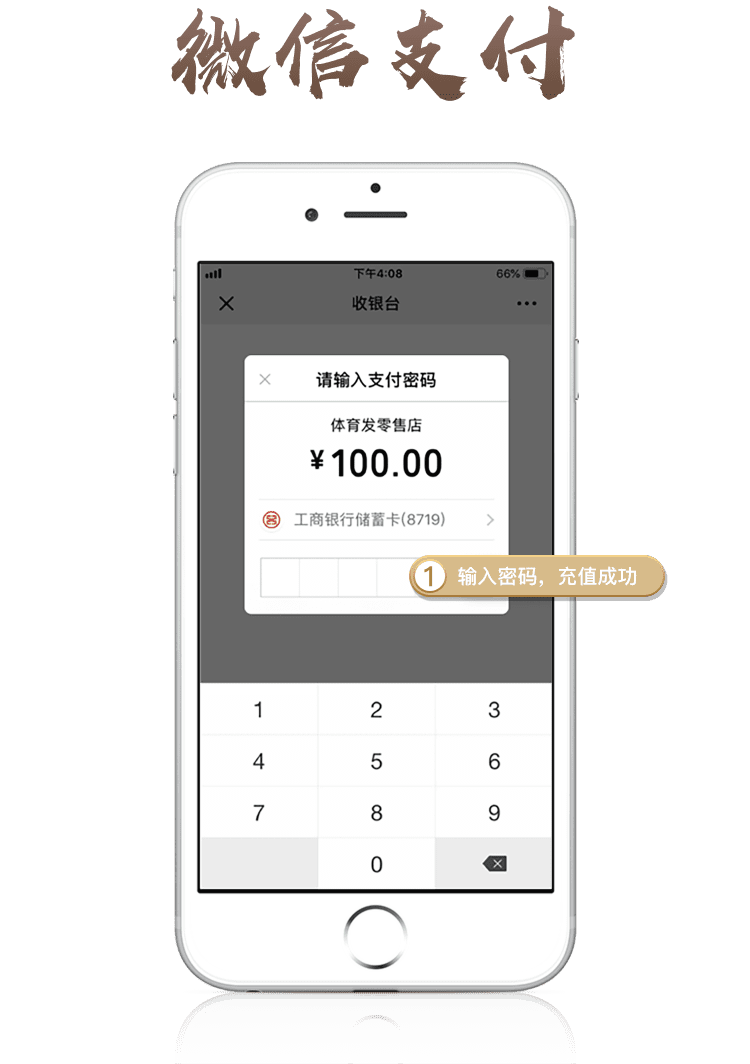 微信支付
下午4:08
66%
收银台
请输入支付密码
体育发零售店
¥100.00
工商银行储蓄卡(8719)
1 输入密码，充值成功
1 2 3
4 5 6
7 8 9
0